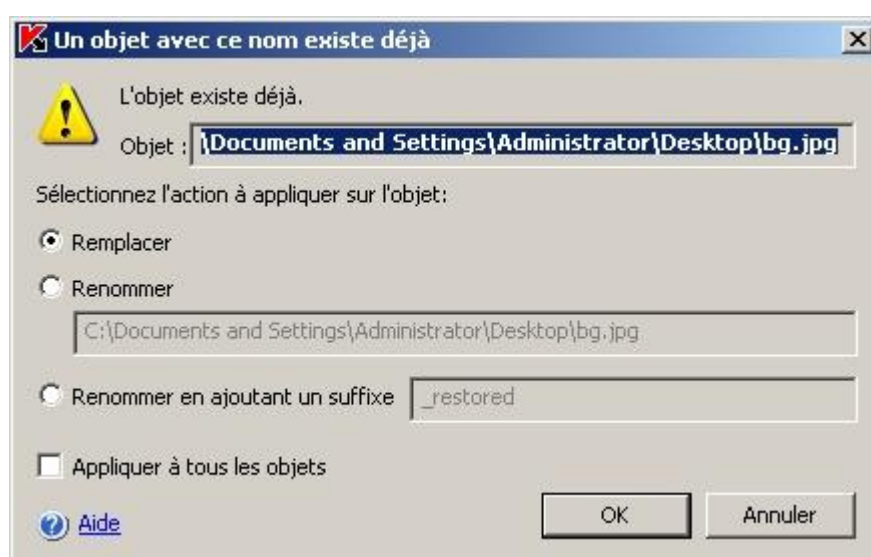 Un objet avec ce nom existe déjà
L'objet existe déjà.
Objet : \Documents and Settings\Administrator\Desktop\bg.jpg
Sélectionnez l'action à appliquer sur l'objet:
Remplacer
Renommer
C:\Documents and Settings\Administrator\Desktop\bg.jpg
Renommer en ajoutant un suffixe _restored
Appliquer à tous les objets
Aide
OK
Annuler